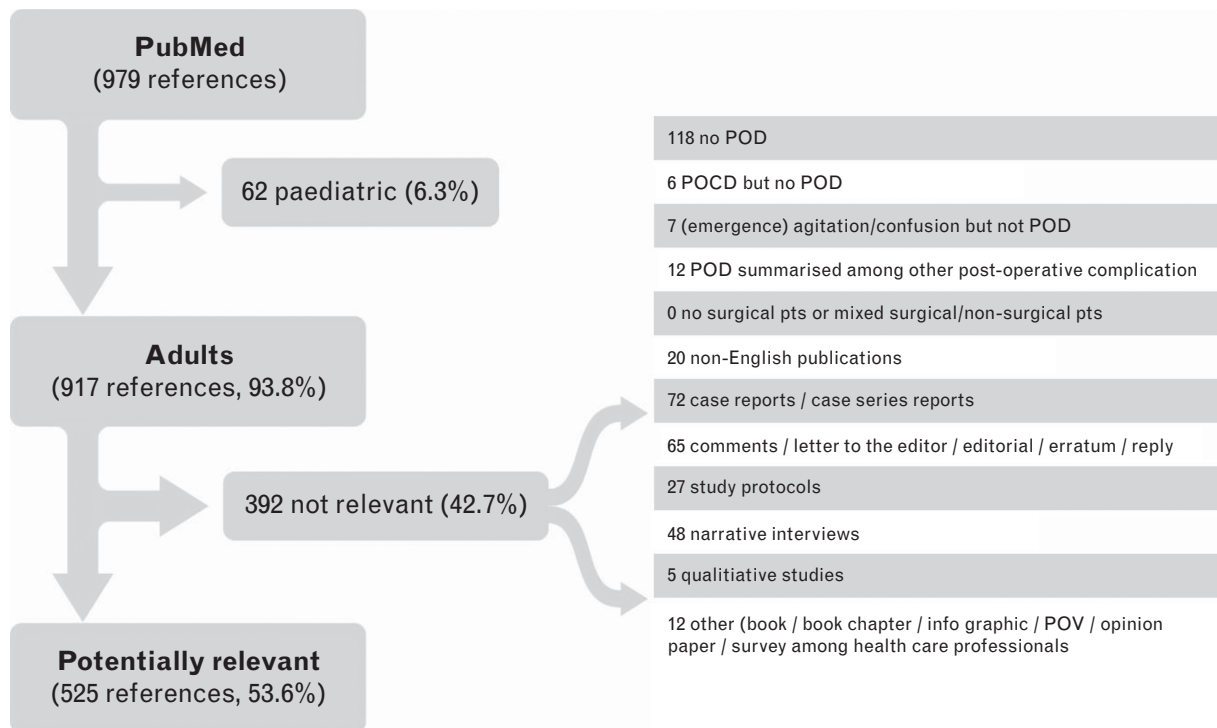 PubMed
(979 references)
62 paediatric (6.3%)
Adults
(917 references, 93.8%)
392 not relevant (42.7%)
Potentially relevant
(525 references, 53.6%)
118 no POD
6 POCD but no POD
7 (emergence) agitation/confusion but not POD
12 POD summarised among other post-operative complication
0 no surgical pts or mixed surgical/non-surgical pts
20 non-English publications
72 case reports / case series reports
65 comments / letter to the editor / editorial / erratum / reply
27 study protocols
48 narrative interviews
5 qualitiative studies
12 other (book / book chapter / info graphic / POV / opinion
paper / survey among health care professionals